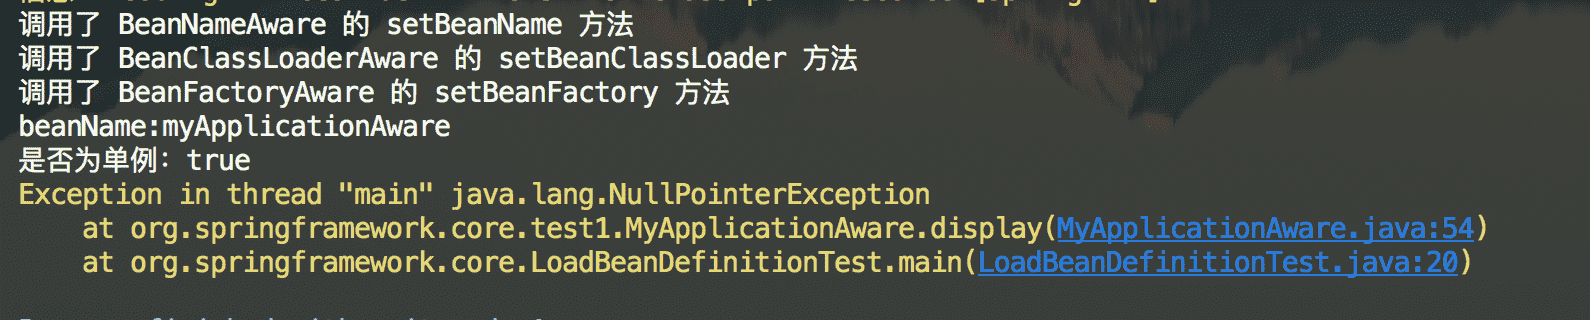 调用了 BeanNameAware 的 setBeanName 方法
调用了 BeanClassLoaderAware 的 setBeanClassLoader 方法
调用了 BeanFactoryAware 的 setBeanFactory 方法
beanName:myApplicationAware
是否为单例：true
Exception in thread "main" java.lang.NullPointerException
at org.springframework.core.test1.MyApplicationAware.display(MyApplicationAware.java:54)
at org.springframework.core.LoadBeanDefinitionTest.main(LoadBeanDefinitionTest.java:20)